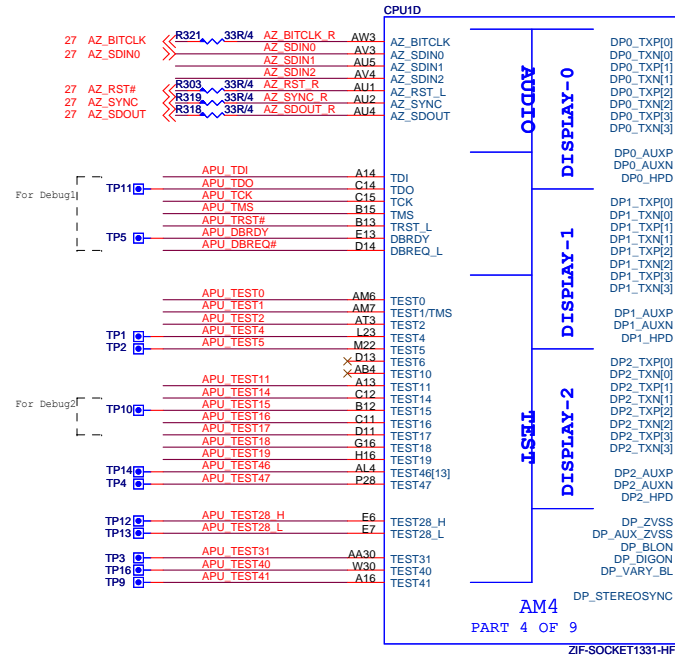 CPU1D
27 AZ_BITCLK R321 33R/4 AZ_BITCLK_R AW3 AZ_BITCLK
27 AZ_SDIN0 AZ_SDIN0 AV3 AZ_SDIN0
AZ_SDIN1 AU5 AZ_SDIN1
AZ_SDIN2 AV4 AZ_SDIN2
27 AZ_RST# R303 33R/4 AZ_RST_R AU1 AZ_RST_L
27 AZ_SYNC R319 33R/4 AZ_SYNC_R AU2 AZ_SYNC
27 AZ_SDOUT R318 33R/4 AZ_SDOUT_R AU4 AZ_SDOUT
APU_TDI A14 TDI
TP11 APU_TDO C14 TDO
For Debug1 APU_TCK C15 TCK
APU_TMS B15 TMS
APU_TRST# B13 TRST_L
TP5 APU_DBRDY E13 DBRDY
APU_DBREQ# D14 DBREQ_L
APU_TEST0 AM6 TEST0
APU_TEST1 AM7 TEST1/TMS
APU_TEST2 AT3 TEST2
TP1 APU_TEST4 L23 TEST4
TP2 APU_TEST5 M22 TEST5
D13 TEST6
AB4 TEST10
APU_TEST11 A13 TEST11
APU_TEST14 C12 TEST14
For Debug2 TP10 APU_TEST15 B12 TEST15
APU_TEST16 C11 TEST16
APU_TEST17 D11 TEST17
APU_TEST18 G16 TEST18
APU_TEST19 H16 TEST19
TP14 APU_TEST46 AL4 TEST46[13]
TP4 APU_TEST47 P28 TEST47
TP12 APU_TEST28_H E6 TEST28_H
TP13 APU_TEST28_L E7 TEST28_L
TP3 APU_TEST31 AA30 TEST31
TP16 APU_TEST40 W30 TEST40
TP9 APU_TEST41 A16 TEST41
AUDIO
TEST
DISPLAY-0
DISPLAY-1
DISPLAY-2
DP0_TXP[0]
DP0_TXN[0]
DP0_TXP[1]
DP0_TXN[1]
DP0_TXP[2]
DP0_TXN[2]
DP0_TXP[3]
DP0_TXN[3]
DP0_AUXP
DP0_AUXN
DP0_HPD
DP1_TXP[0]
DP1_TXN[0]
DP1_TXP[1]
DP1_TXN[1]
DP1_TXP[2]
DP1_TXN[2]
DP1_TXP[3]
DP1_TXN[3]
DP1_AUXP
DP1_AUXN
DP1_HPD
DP2_TXP[0]
DP2_TXN[0]
DP2_TXP[1]
DP2_TXN[1]
DP2_TXP[2]
DP2_TXN[2]
DP2_TXP[3]
DP2_TXN[3]
DP2_AUXP
DP2_AUXN
DP2_HPD
DP_ZVSS
DP_AUX_ZVSS
DP_BLON
DP_DIGON
DP_VARY_BL
DP_STEREOSYNC
AM4
PART 4 OF 9
ZIF-SOCKET1331-HF